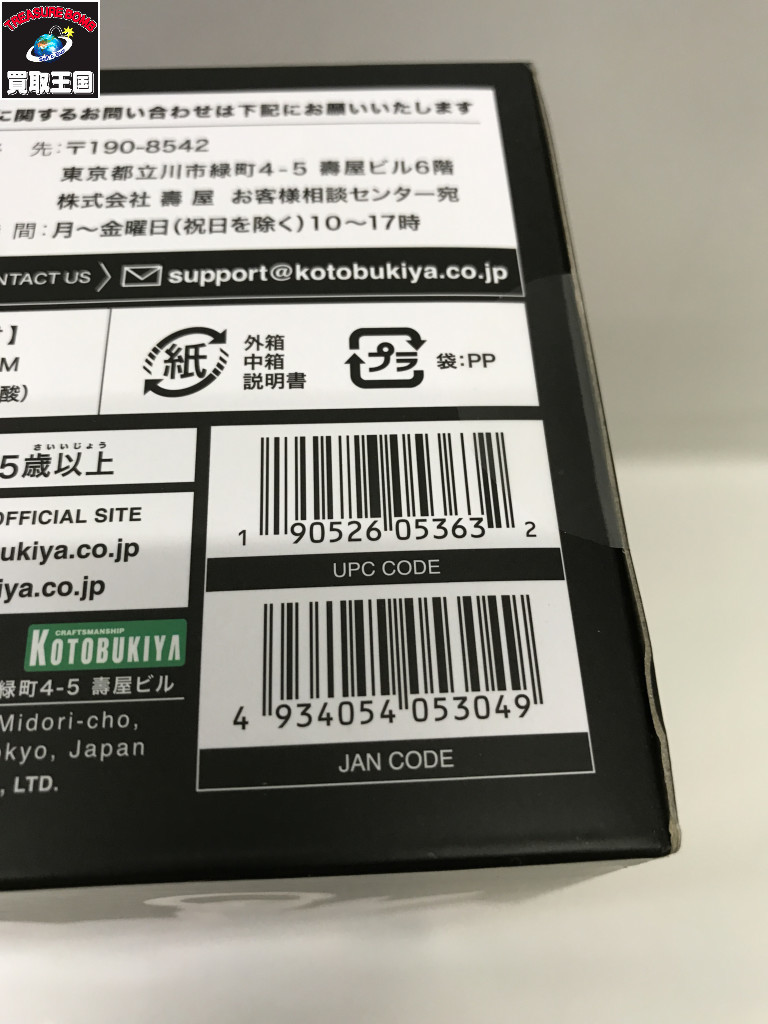 TREASURE BOMB
Sell & Buy
買取王国
に関するお問い合わせは下記にお願いいたします
先:〒190-8542
東京都立川市緑町4-5 壽屋ビル6階
株式会社 壽 屋 お客様相談センター宛
間:月～金曜日(祝日を除く)10～17時
NTACT US
support@kotobukiya.co.jp
】
M
酸)
紙
外箱
中箱
説明書
プラ
袋:PP
さいいじょう
5歳以上
OFFICIAL SITE
ukiya.co.jp
iya.co.jp
1 90526 05363 2
UPC CODE
CRAFTSMANSHIP
KOTOBUKIYA
緑町4-5 壽屋ビル
Midori-cho,
kyo, Japan
, LTD.
4 934054 053049
JAN CODE